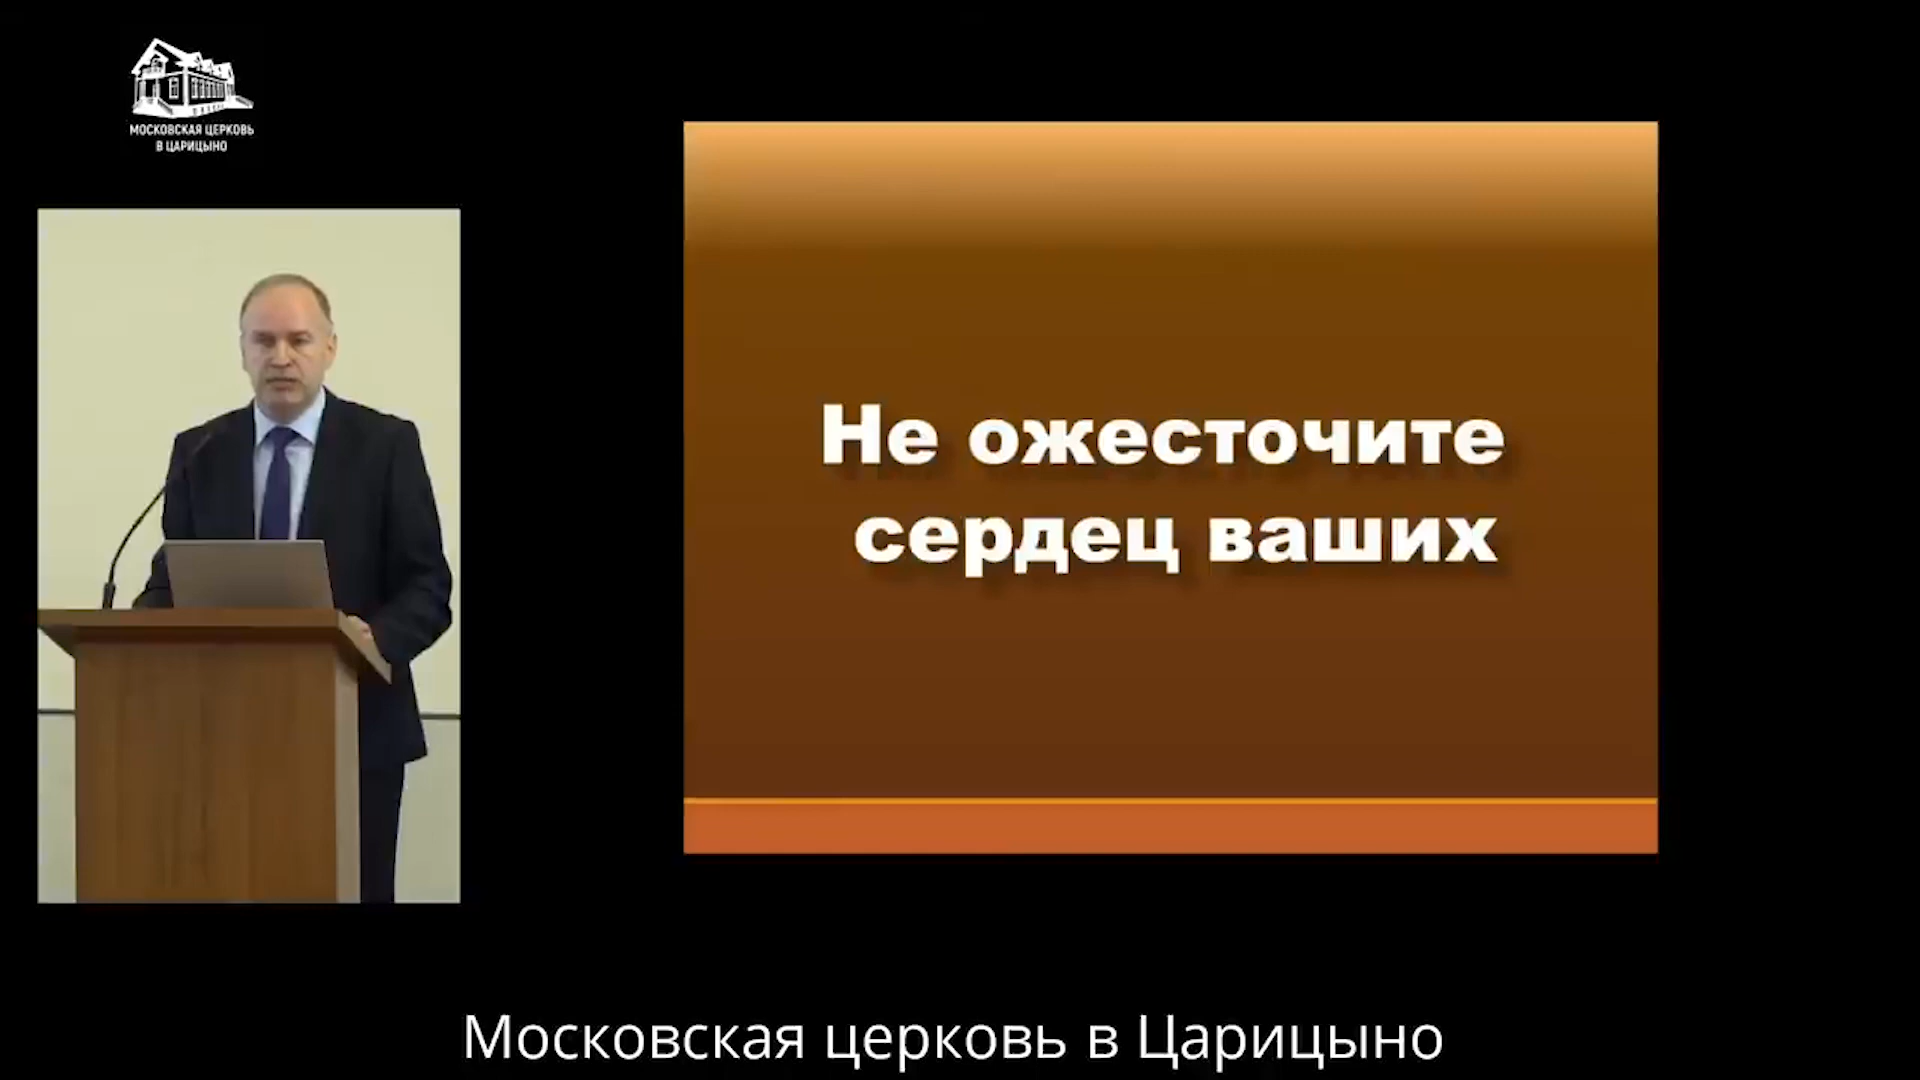 МОСКОВСКАЯ ЦЕРКОВЬ
В ЦАРИЦЫНО
Не ожесточите
сердец ваших
Московская церковь в Царицыно